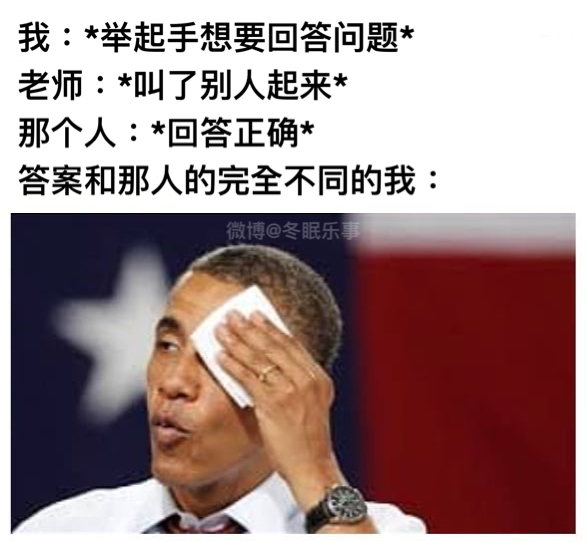 我：*举起手想要回答问题*
老师：*叫了别人起来*
那个人：*回答正确*
答案和那人的完全不同的我：
微博@冬眠乐事